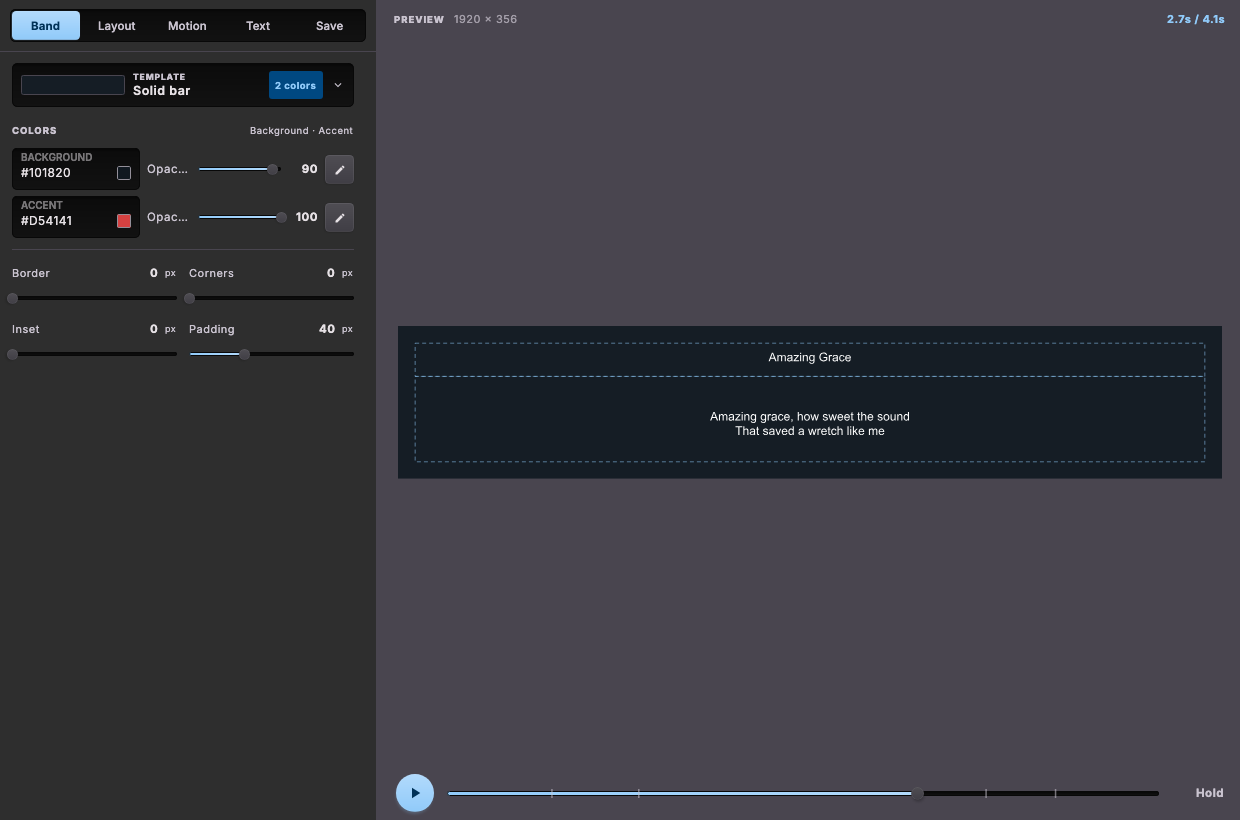 Band Layout Motion Text Save
TEMPLATE
Solid bar
2 colors
COLORS
Background · Accent
BACKGROUND
#101820
Opac... 90
ACCENT
#D54141
Opac... 100
Border 0 px
Corners 0 px
Inset 0 px
Padding 40 px
PREVIEW 1920 × 356
2.7s / 4.1s
Amazing Grace
Amazing grace, how sweet the sound
That saved a wretch like me
Hold